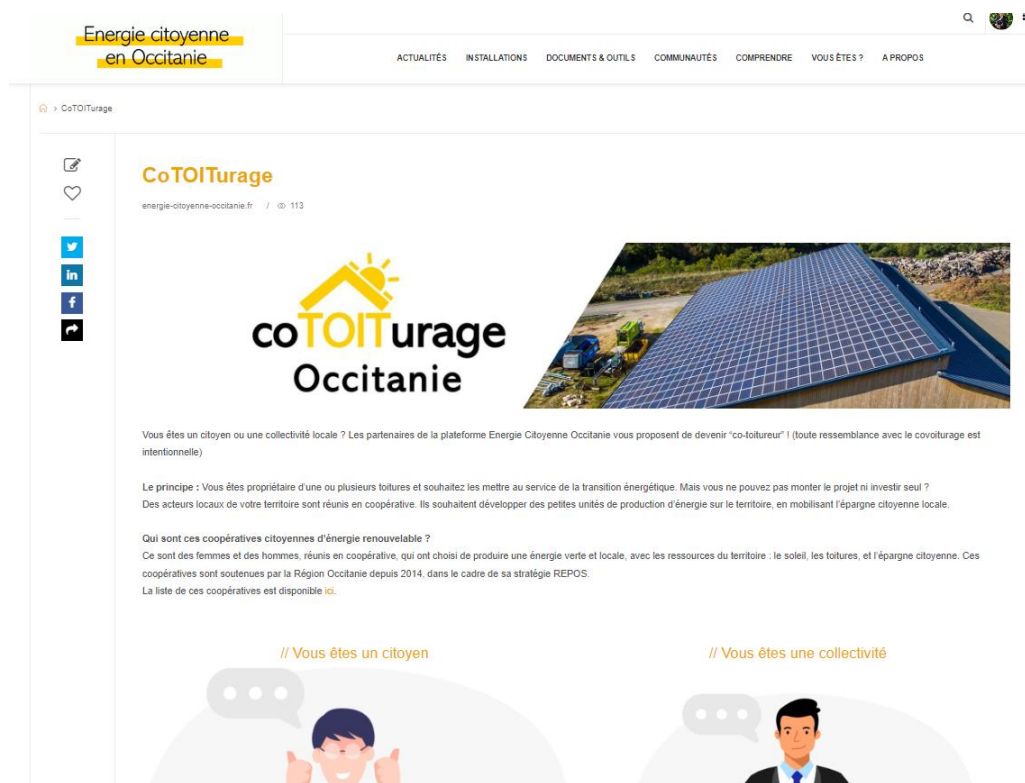 Energie citoyenne
en Occitanie
ACTUALITÉS INSTALLATIONS DOCUMENTS & OUTILS COMMUNAUTÉS COMPRENDRE VOUS ÊTES ? A PROPOS
> CoTOITurage
CoTOITurage
energie-citoyenne-occitanie.fr / 113
coTOITurage
Occitanie
Vous êtes un citoyen ou une collectivité locale ? Les partenaires de la plateforme Energie Citoyenne Occitanie vous proposent de devenir “co-toitureur” ! (toute ressemblance avec le covoiturage est
intentionnelle)
Le principe : Vous êtes propriétaire d'une ou plusieurs toitures et souhaitez les mettre au service de la transition énergétique. Mais vous ne pouvez pas monter le projet ni investir seul ?
Des acteurs locaux de votre territoire sont réunis en coopérative. Ils souhaitent développer des petites unités de production d'énergie sur le territoire, en mobilisant l'épargne citoyenne locale.
Qui sont ces coopératives citoyennes d'énergie renouvelable ?
Ce sont des femmes et des hommes, réunis en coopérative, qui ont choisi de produire une énergie verte et locale, avec les ressources du territoire : le soleil, les toitures, et l'épargne citoyenne. Ces
coopératives sont soutenues par la Région Occitanie depuis 2014, dans le cadre de sa stratégie REPOS.
La liste de ces coopératives est disponible ici.
// Vous êtes un citoyen
// Vous êtes une collectivité